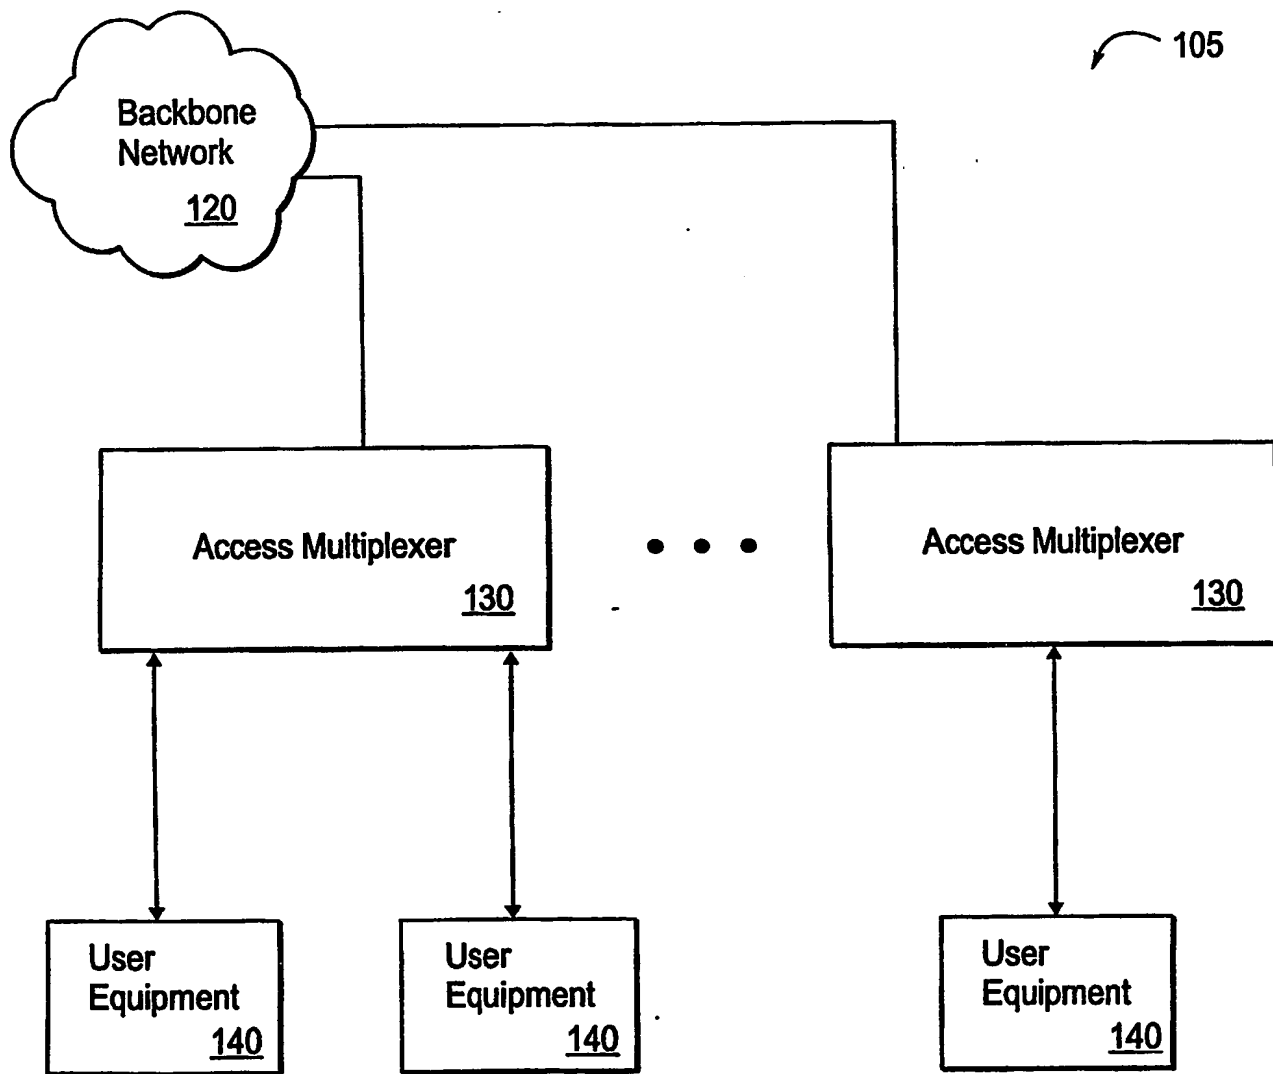 105
Backbone
Network
120
Access Multiplexer
130
Access Multiplexer
130
User
Equipment
140
User
Equipment
140
User
Equipment
140